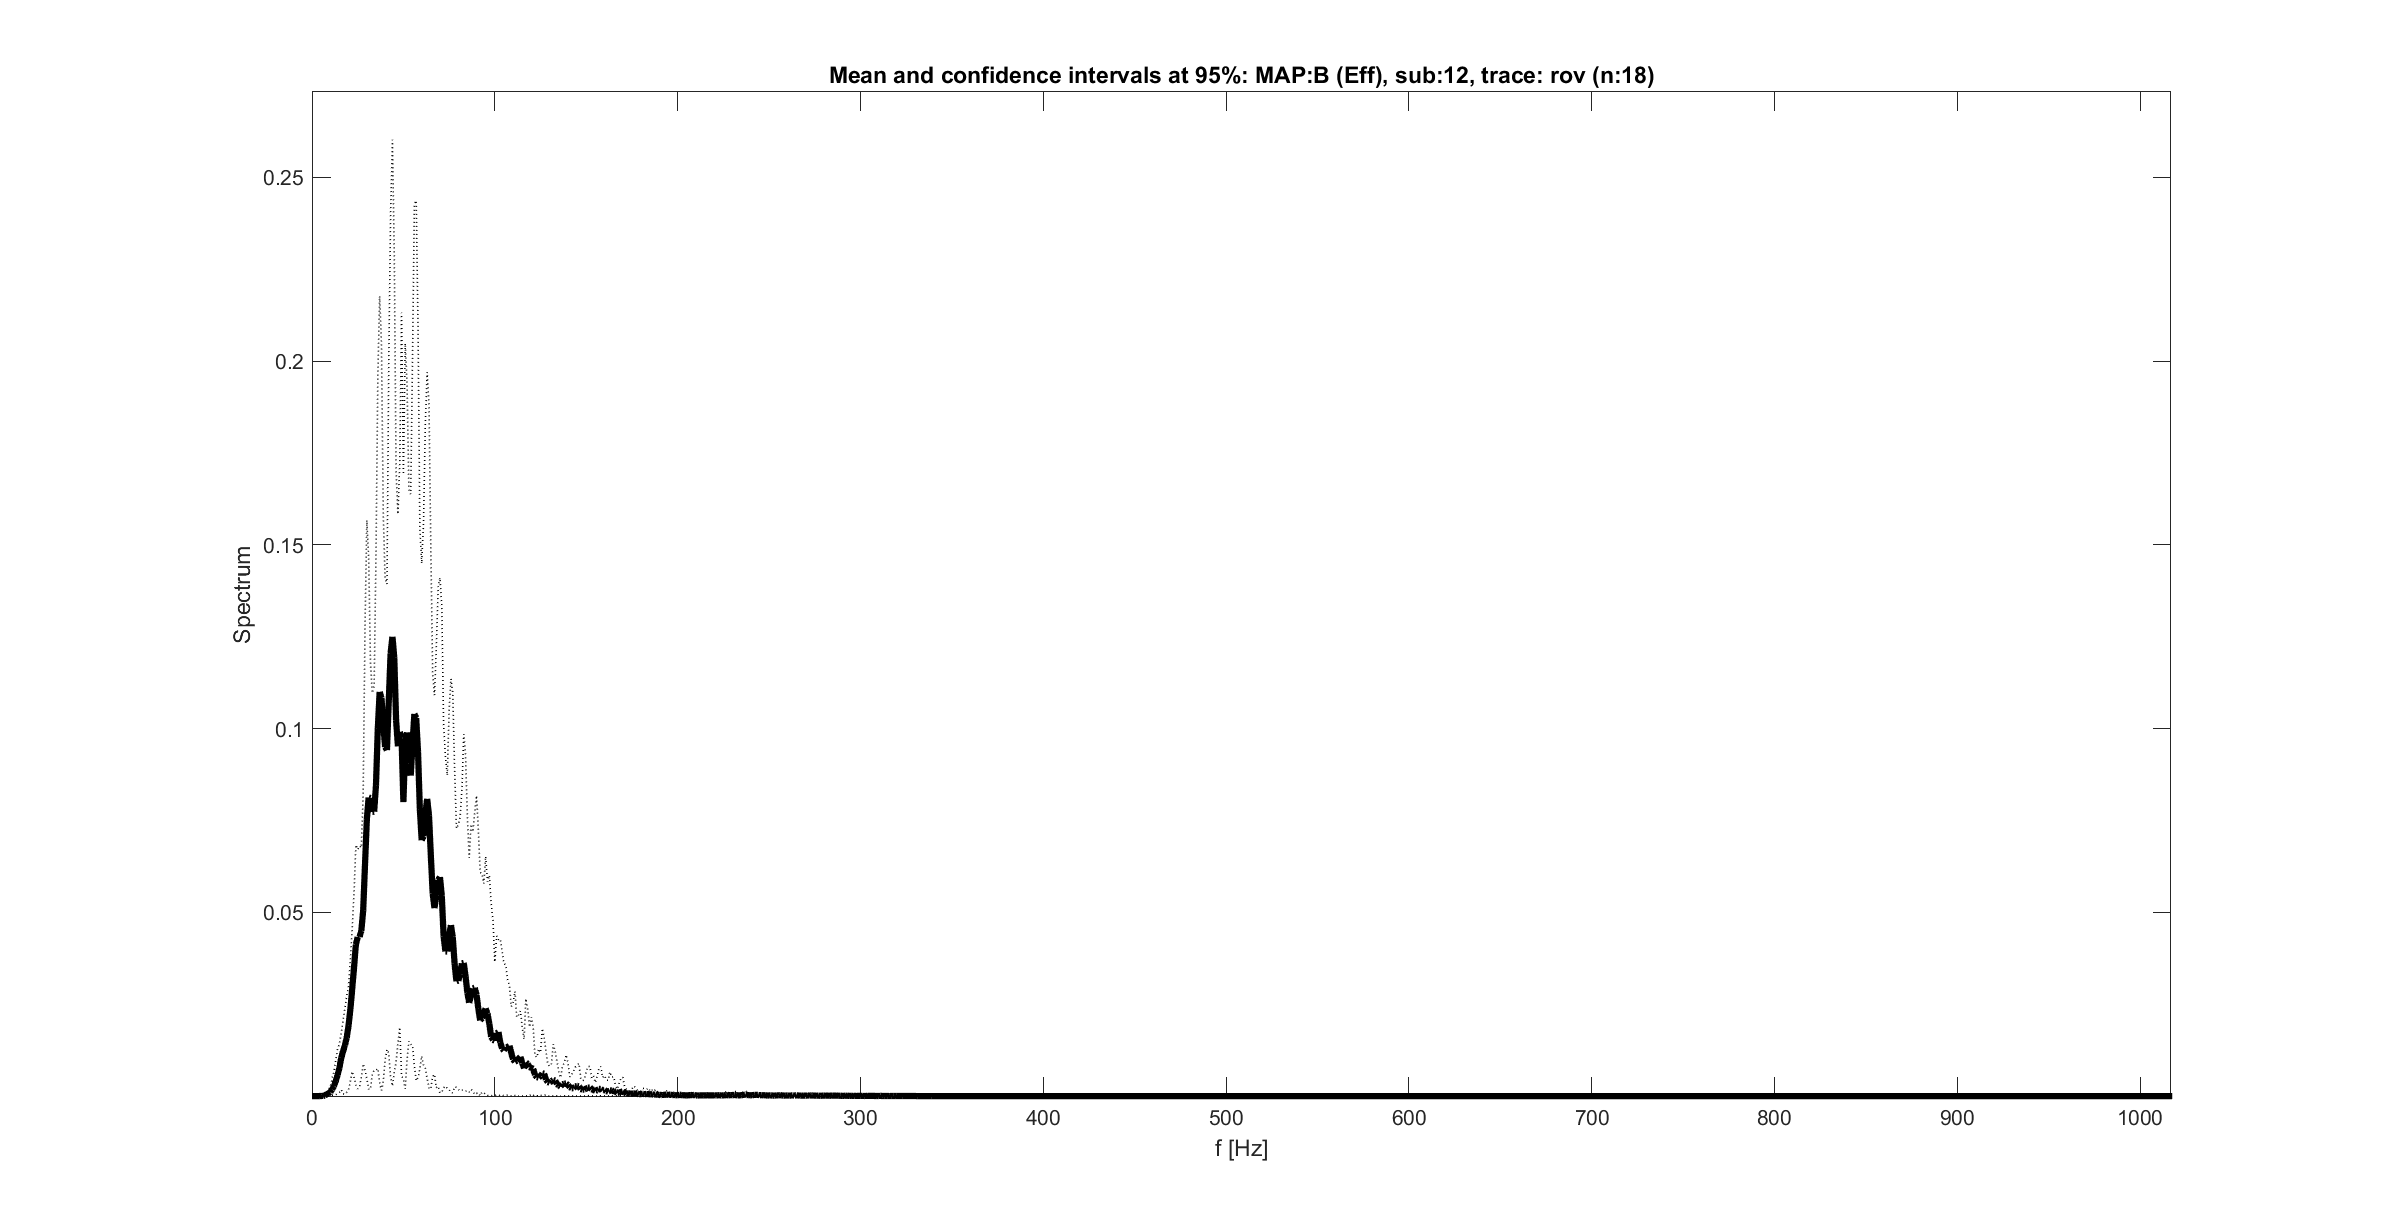 Mean and confidence intervals at 95%: MAP:B (Eff), sub:12, trace: rov (n:18)
0.25
0.2
0.15
0.1
0.05
Spectrum
0 100 200 300 400 500 600 700 800 900 1000
f [Hz]